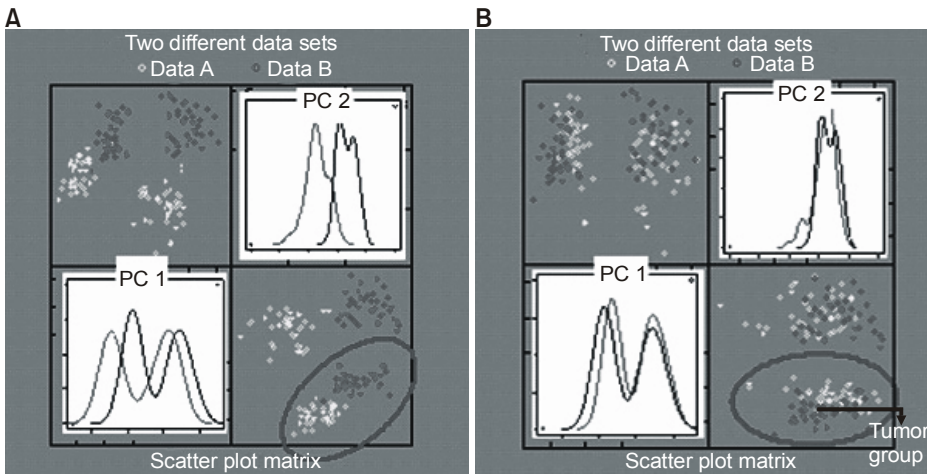 A
Two different data sets
Data A Data B
PC 2
PC 1
Scatter plot matrix
B
Two different data sets
Data A Data B
PC 2
PC 1
Tumor
group
Scatter plot matrix